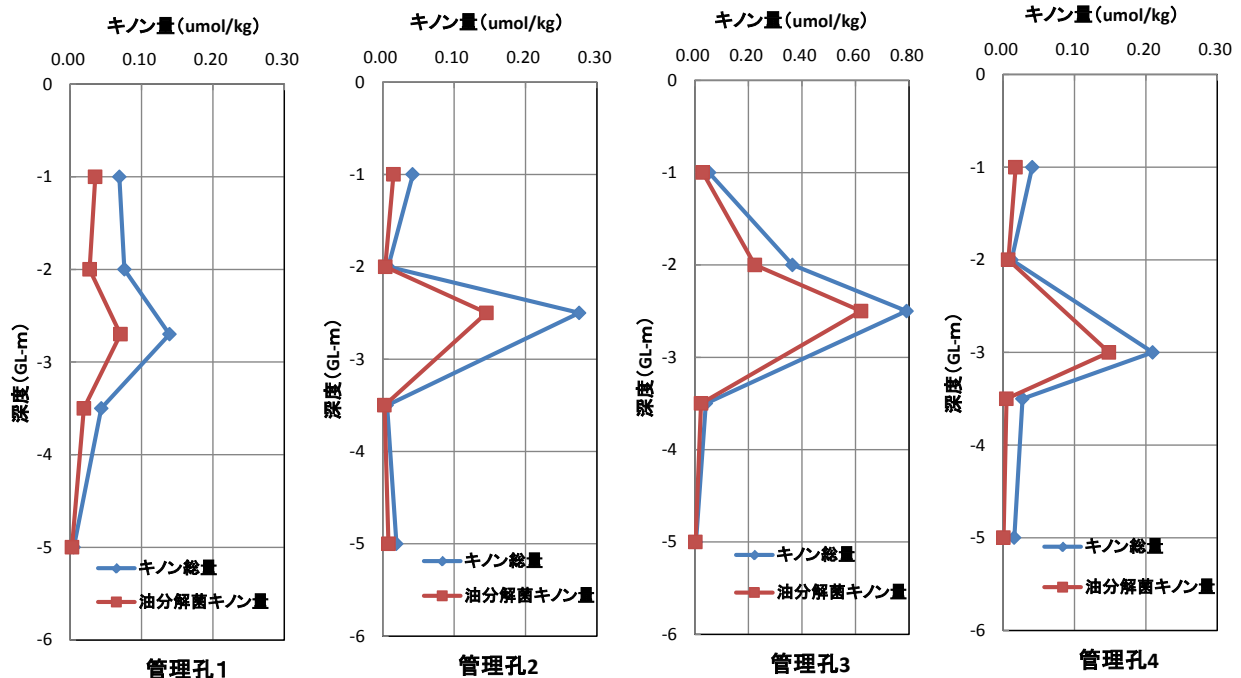 キノン量(umol/kg)
0.00 0.10 0.20 0.30
0
-1
-2
-3
-4
-5
-6
深度(GL-m)
キノン総量
油分解菌キノン量
管理孔1
キノン量(umol/kg)
0.00 0.10 0.20 0.30
0
-1
-2
-3
-4
-5
-6
深度(GL-m)
キノン総量
油分解菌キノン量
管理孔2
キノン量(umol/kg)
0.00 0.20 0.40 0.60 0.80
0
-1
-2
-3
-4
-5
-6
深度(GL-m)
キノン総量
油分解菌キノン量
管理孔3
キノン量(umol/kg)
0.00 0.10 0.20 0.30
0
-1
-2
-3
-4
-5
-6
深度(GL-m)
キノン総量
油分解菌キノン量
管理孔4